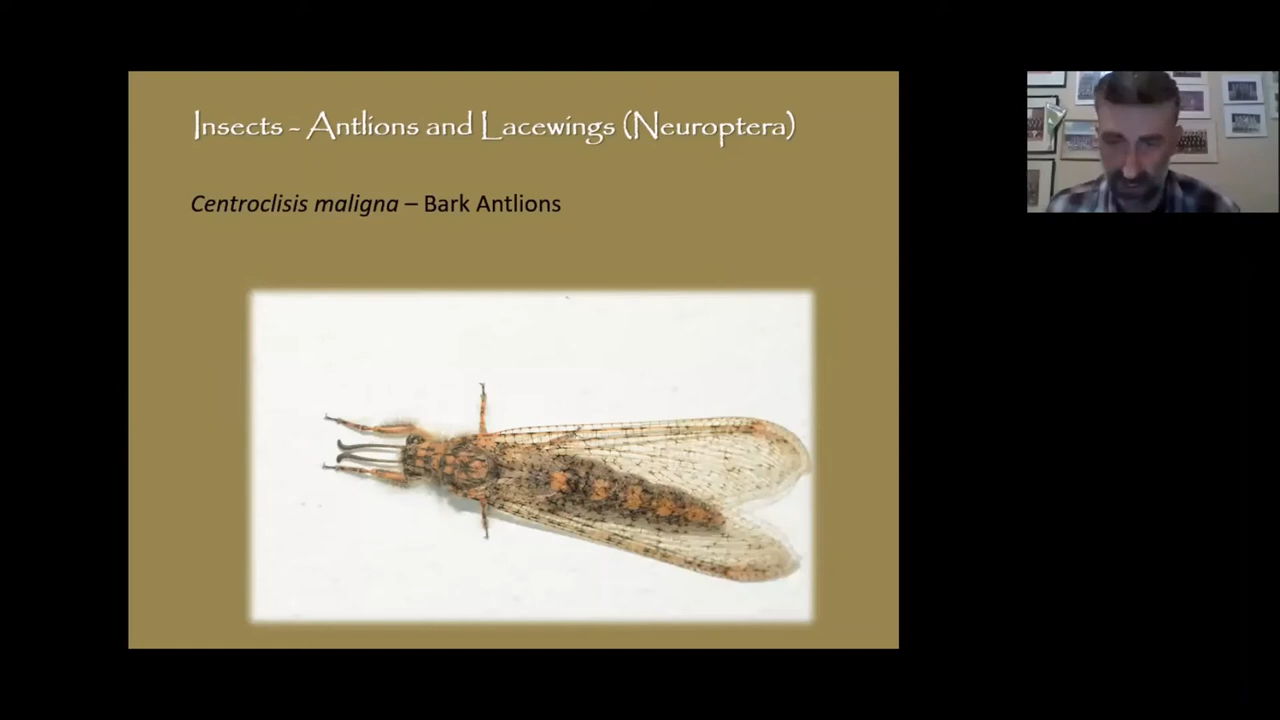 Insects - Antlions and Lacewings (Neuroptera)
Centroclisis maligna – Bark Antlions